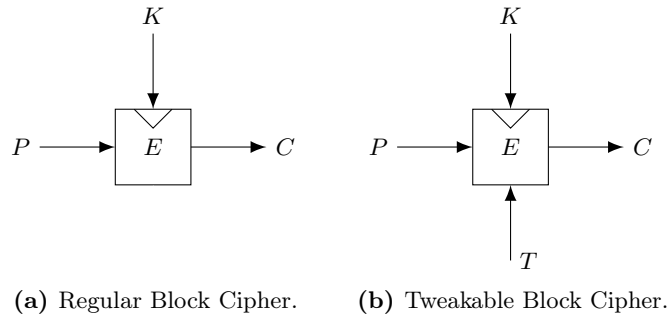 K
P
E
C
(a) Regular Block Cipher.
K
P
E
C
T
(b) Tweakable Block Cipher.